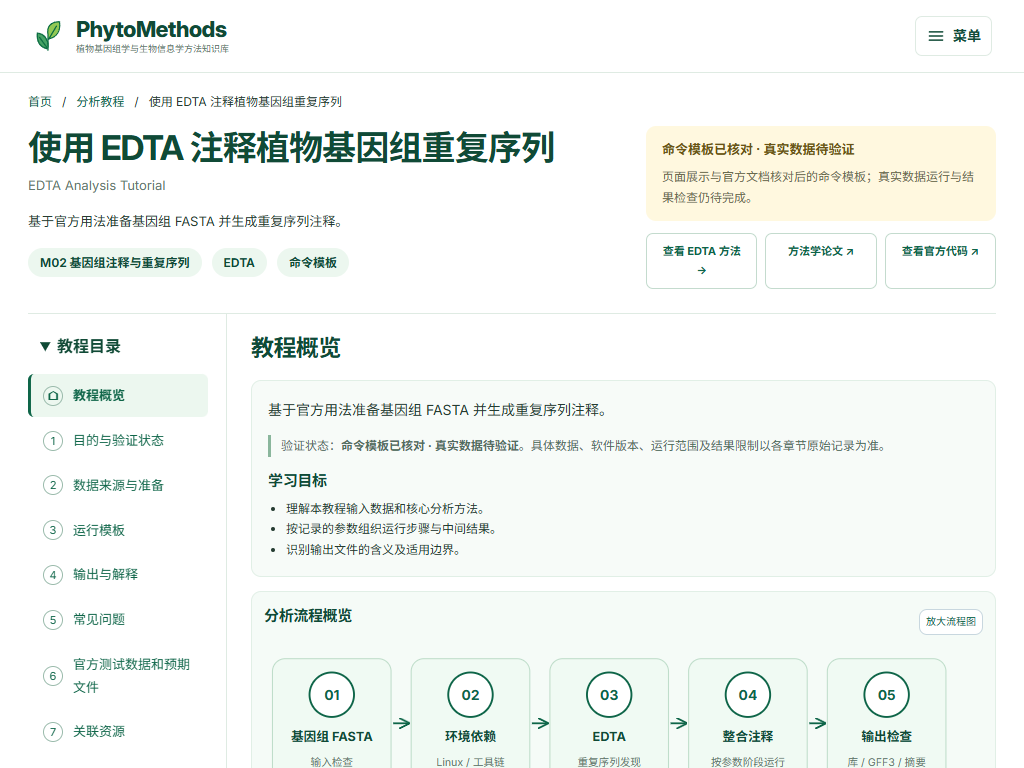 PhytoMethods
植物基因组学与生物信息学方法知识库
菜单
首页 / 分析教程 / 使用 EDTA 注释植物基因组重复序列
使用 EDTA 注释植物基因组重复序列
EDTA Analysis Tutorial
基于官方用法准备基因组 FASTA 并生成重复序列注释。
M02 基因组注释与重复序列
EDTA
命令模板
命令模板已核对 · 真实数据待验证
页面展示与官方文档核对后的命令模板；真实数据运行与结
果检查仍待完成。
查看 EDTA 方法
→
方法学论文 ↗
查看官方代码 ↗
▼ 教程目录
教程概览
1 目的与验证状态
2 数据来源与准备
3 运行模板
4 输出与解释
5 常见问题
6 官方测试数据和预期
文件
7 关联资源
教程概览
基于官方用法准备基因组 FASTA 并生成重复序列注释。
验证状态：命令模板已核对 · 真实数据待验证。具体数据、软件版本、运行范围及结果限制以各章节原始记录为准。
学习目标
• 理解本教程输入数据和核心分析方法。
• 按记录的参数组织运行步骤与中间结果。
• 识别输出文件的含义及适用边界。
分析流程概览
放大流程图
01
基因组 FASTA
输入检查
02
环境依赖
Linux / 工具链
03
EDTA
重复序列发现
04
整合注释
按参数阶段运行
05
输出检查
库 / GFF3 / 摘要